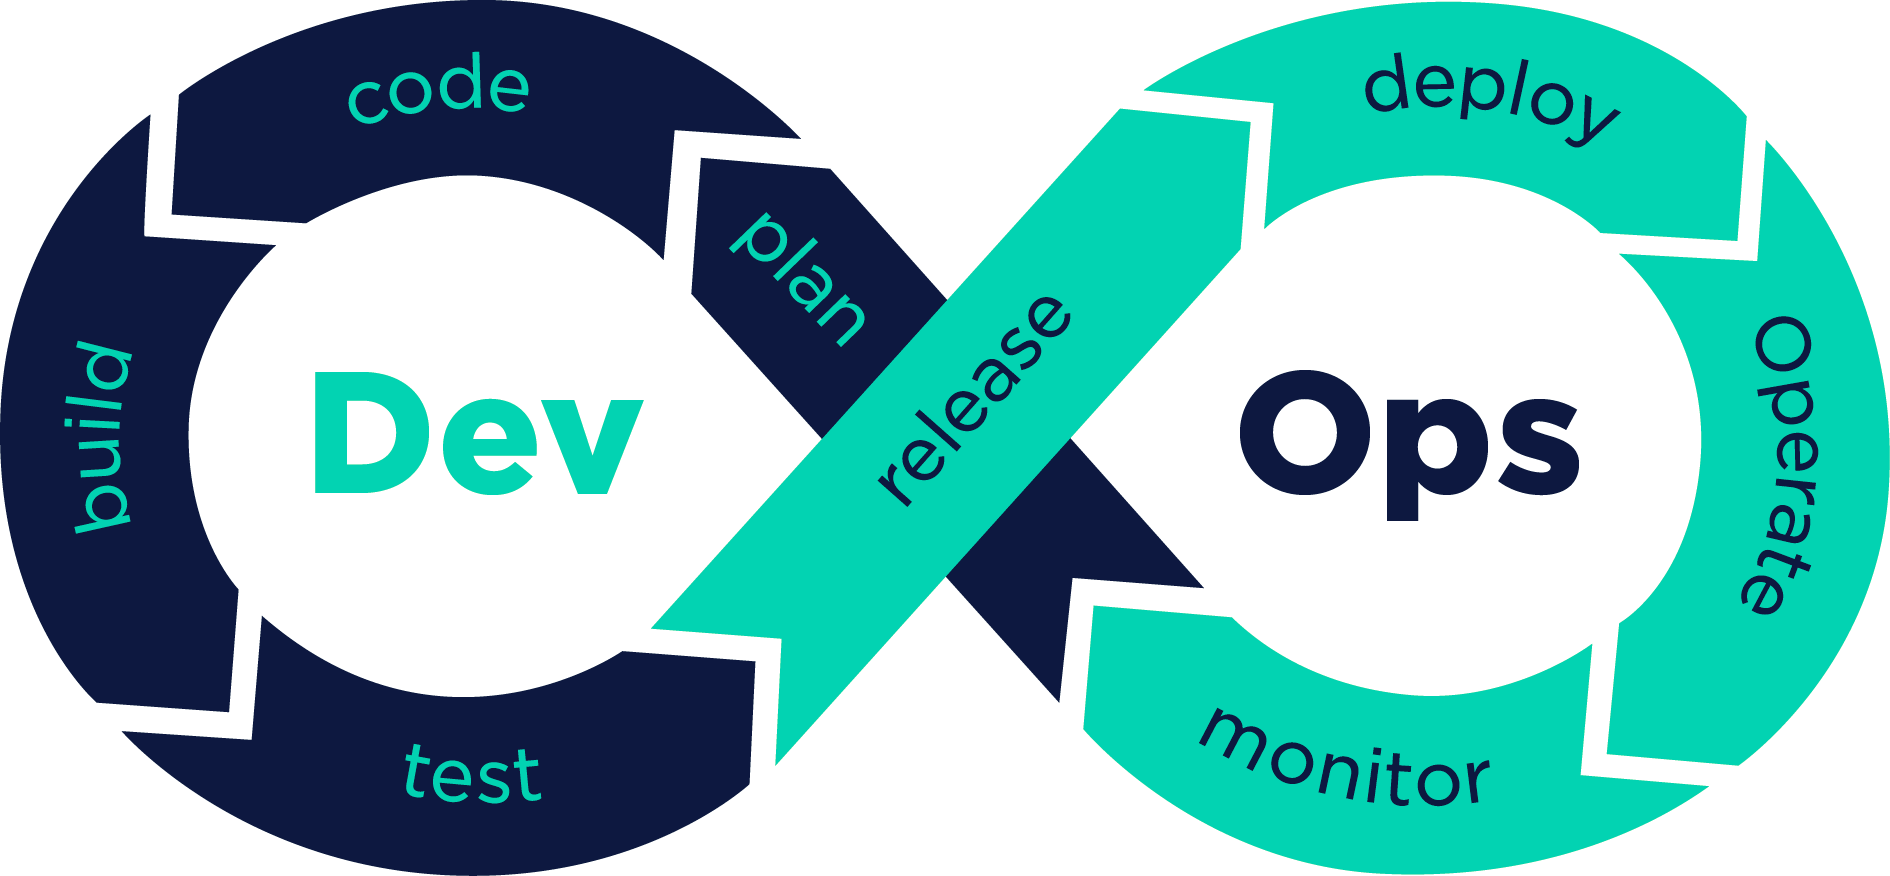 code
plan
build
Dev
test
release
deploy
Operate
Ops
monitor